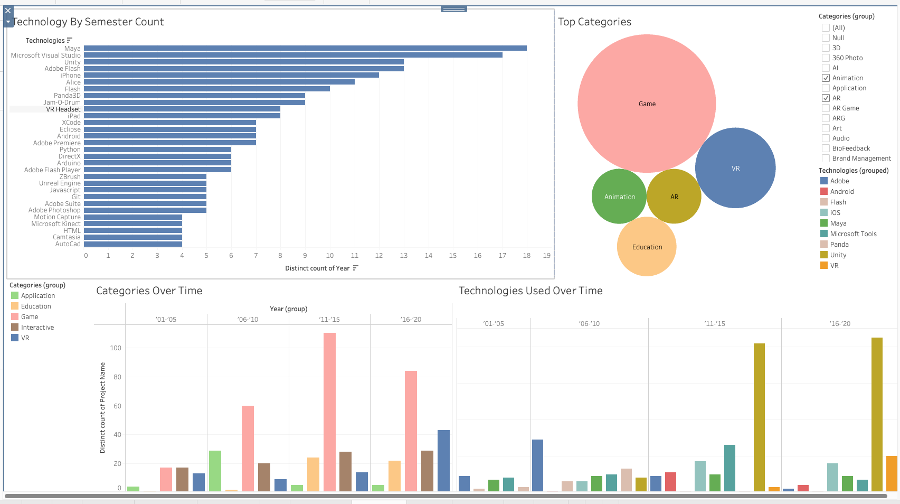 Technology By Semester Count
Technologies
Maya
Microsoft Visual Studio
Unity
Adobe Flash
iPhone
Alice
Flash
Panda3D
Jam-O-Drum
VR Headset
iPad
XCode
Eclipse
Android
Adobe Premiere
Python
DirectX
Arduino
Adobe Flash Player
ZBrush
Unreal Engine
Javascript
Git
Adobe Suite
Adobe Photoshop
Motion Capture
Microsoft Kinect
HTML
Camtasia
AutoCad
0 1 2 3 4 5 6 7 8 9 10 11 12 13 14 15 16 17 18 19
Distinct count of Year
Top Categories
Game
VR
Animation
AR
Education
Categories (group)
(All)
Null
3D
360 Photo
AI
Animation
Application
AR
AR Game
ARG
Art
Audio
BioFeedback
Brand Management
Technologies (grouped)
Adobe
Android
Flash
iOS
Maya
Microsoft Tools
Panda
Unity
VR
Categories (group)
Application
Education
Game
Interactive
VR
Categories Over Time
Year (group)
'01-'05 '06-'10 '11-'15 '16-'20
Distinct count of Project Name
100
80
60
40
20
0
Technologies Used Over Time
'01-'05 '06-'10 '11-'15 '16-'20